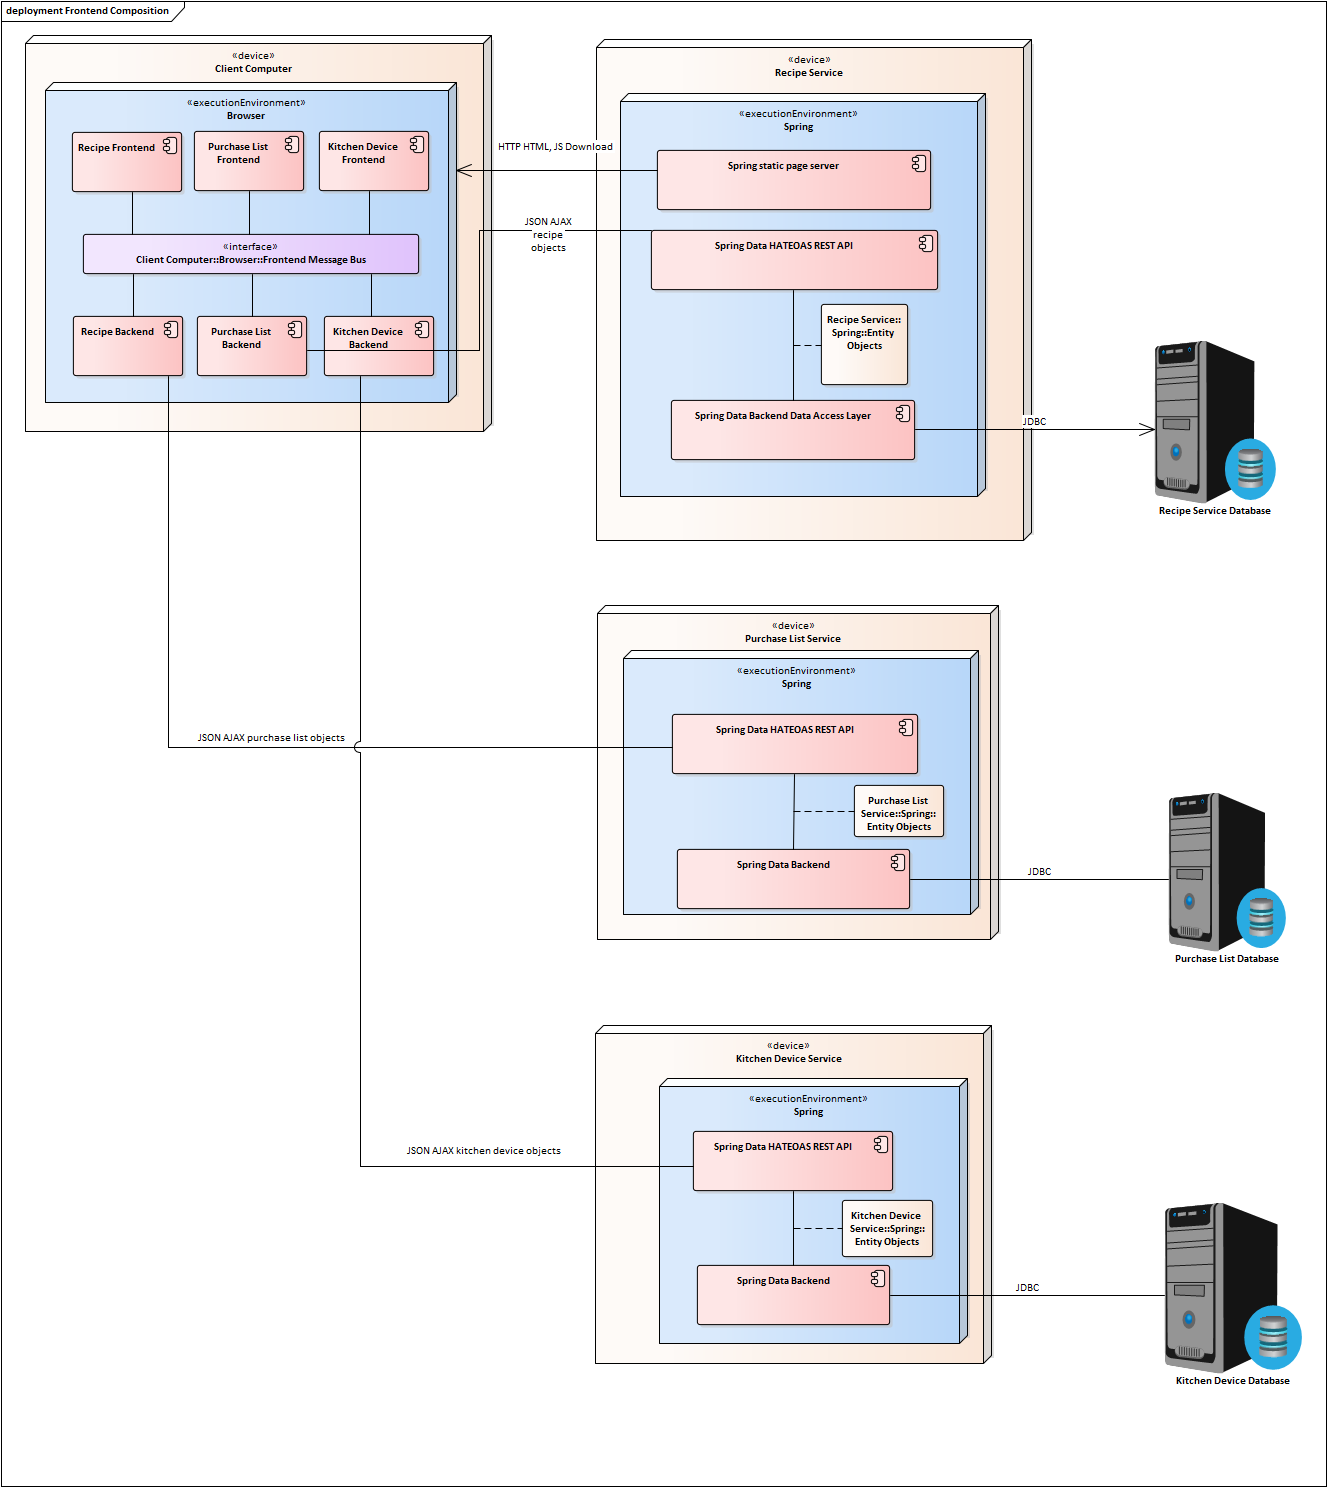 deployment Frontend Composition
«device»
Client Computer
«executionEnvironment»
Browser
Recipe Frontend
Purchase List
Frontend
Kitchen Device
Frontend
«interface»
Client Computer::Browser::Frontend Message Bus
Recipe Backend
Purchase List
Backend
Kitchen Device
Backend
HTTP HTML, JS Download
JSON AJAX
recipe
objects
«device»
Recipe Service
«executionEnvironment»
Spring
Spring static page server
Spring Data HATEOAS REST API
Recipe Service::
Spring::Entity
Objects
Spring Data Backend Data Access Layer
JDBC
Recipe Service Database
«device»
Purchase List Service
«executionEnvironment»
Spring
Spring Data HATEOAS REST API
JSON AJAX purchase list objects
Purchase List
Service::Spring::
Entity Objects
Spring Data Backend
JDBC
Purchase List Database
«device»
Kitchen Device Service
«executionEnvironment»
Spring
Spring Data HATEOAS REST API
JSON AJAX kitchen device objects
Kitchen Device
Service::Spring::
Entity Objects
Spring Data Backend
JDBC
Kitchen Device Database